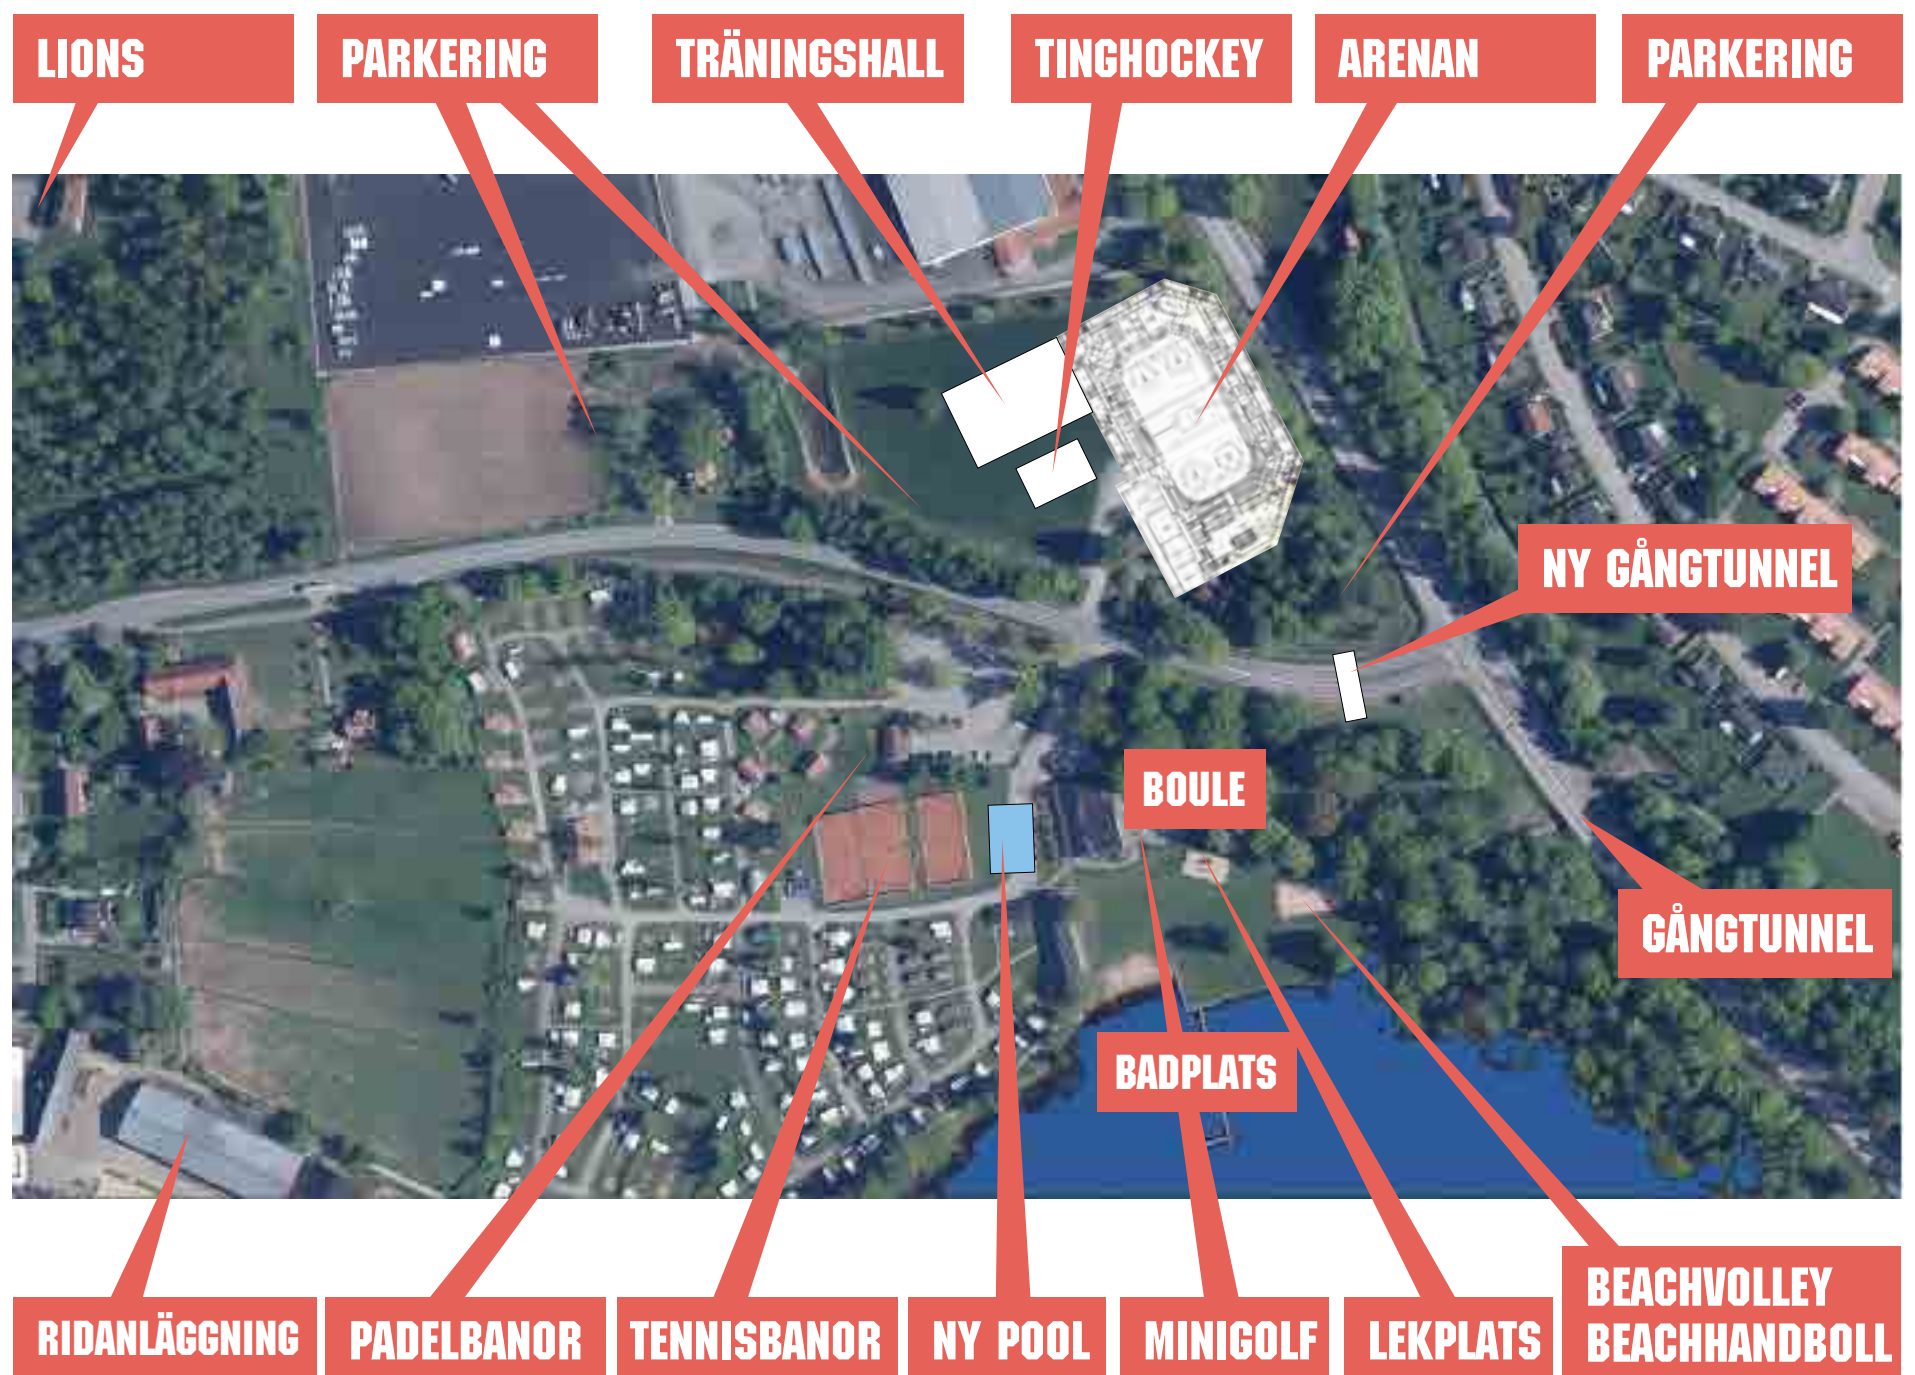 LIONS
PARKERING
TRÄNINGSHALL
TINGHOCKEY
ARENAN
PARKERING
NY GÅNGTUNNEL
BOULE
GÅNGTUNNEL
BADPLATS
RIDANLÄGGNING
PADELBANOR
TENNISBANOR
NY POOL
MINIGOLF
LEKPLATS
BEACHVOLLEY
BEACHHANDBOLL